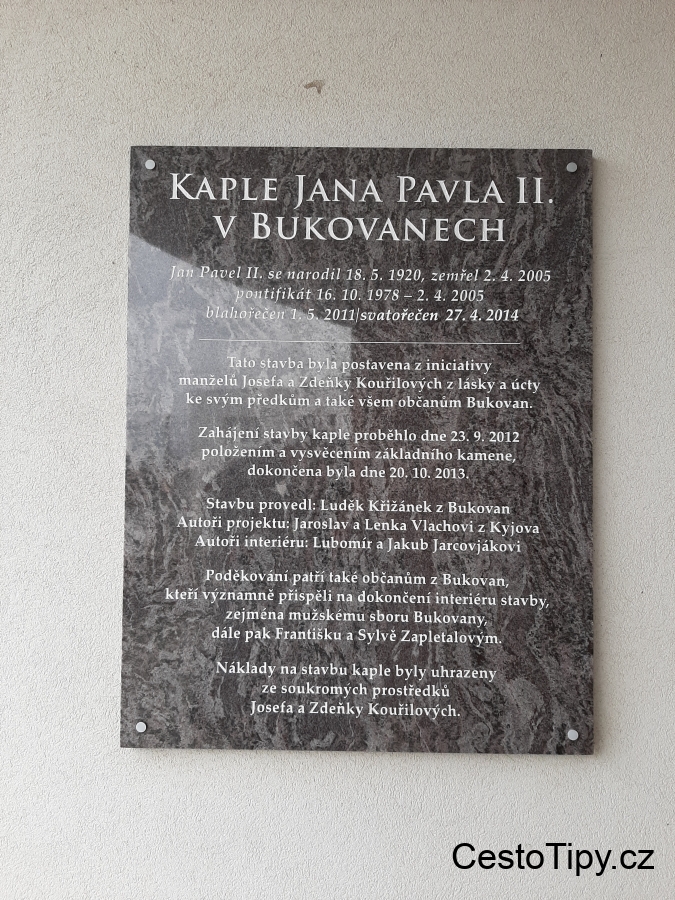 KAPLE JANA PAVLA II.
V BUKOVANECH
Jan Pavel II. se narodil 18. 5. 1920, zemřel 2. 4. 2005
pontifikát 16. 10. 1978 – 2. 4. 2005
blahořečen 1. 5. 2011|svatořečen 27. 4. 2014
Tato stavba byla postavena z iniciativy
manželů Josefa a Zdeňky Kouřilových z lásky a úcty
ke svým předkům a také všem občanům Bukovan.
Zahájení stavby kaple proběhlo dne 23. 9. 2012
položením a vysvěcením základního kamene,
dokončena byla dne 20. 10. 2013.
Stavbu provedl: Luděk Křižánek z Bukovan
Autoři projektu: Jaroslav a Lenka Vlachovi z Kyjova
Autoři interiéru: Lubomír a Jakub Jarcovjákovi
Poděkování patří také občanům z Bukovan,
kteří významně přispěli na dokončení interiéru stavby,
zejména mužskému sboru Bukovany,
dále pak Františku a Sylvě Zapletalovým.
Náklady na stavbu kaple byly uhrazeny
ze soukromých prostředků
Josefa a Zdeňky Kouřilových.
CestoTipy.cz